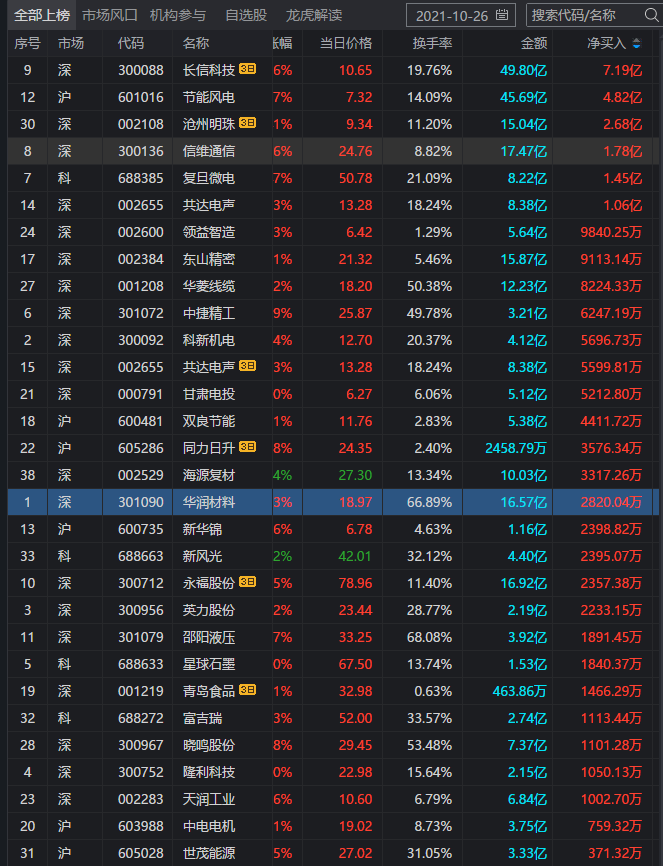 全部上榜 市场风口 机构参与 自选股 龙虎解读 2021-10-26 搜索代码/名称
序号 市场 代码 名称 涨幅 当日价格 换手率 金额 净买入
9 深 300088 长信科技 3日 6% 10.65 19.76% 49.80亿 7.19亿
12 沪 601016 节能风电 7% 7.32 14.09% 45.69亿 4.82亿
30 深 002108 沧州明珠 3日 1% 9.34 11.20% 15.04亿 2.68亿
8 深 300136 信维通信 6% 24.76 8.82% 17.47亿 1.78亿
7 科 688385 复旦微电 7% 50.78 21.09% 8.22亿 1.45亿
14 深 002655 共达电声 3% 13.28 18.24% 8.38亿 1.06亿
24 深 002600 领益智造 3% 6.42 1.29% 5.64亿 9840.25万
17 深 002384 东山精密 1% 21.32 5.46% 15.87亿 9113.14万
27 深 001208 华菱线缆 2% 18.20 50.38% 12.23亿 8224.33万
6 深 301072 中捷精工 9% 25.87 49.78% 3.21亿 6247.19万
2 深 300092 科新机电 4% 12.70 20.37% 4.12亿 5696.73万
15 深 002655 共达电声 3日 3% 13.28 18.24% 8.38亿 5599.81万
21 深 000791 甘肃电投 0% 6.27 6.06% 5.12亿 5212.80万
18 沪 600481 双良节能 1% 11.76 2.83% 5.38亿 4411.72万
22 沪 605286 同力日升 3日 8% 24.35 2.40% 2458.79万 3576.34万
38 深 002529 海源复材 4% 27.30 13.34% 10.03亿 3317.26万
1 深 301090 华润材料 3% 18.97 66.89% 16.57亿 2820.04万
13 沪 600735 新华锦 6% 6.78 4.63% 1.16亿 2398.82万
33 科 688663 新风光 2% 42.01 32.12% 4.40亿 2395.07万
10 深 300712 永福股份 3日 5% 78.96 11.40% 16.92亿 2357.38万
3 深 300956 英力股份 2% 23.44 28.77% 2.19亿 2233.15万
11 深 301079 邵阳液压 7% 33.25 68.08% 3.92亿 1891.45万
5 科 688633 星球石墨 0% 67.50 13.74% 1.53亿 1840.37万
19 深 001219 青岛食品 3日 1% 32.98 0.63% 463.86万 1466.29万
32 科 688272 富吉瑞 3% 52.00 33.57% 2.74亿 1113.44万
28 深 300967 晓鸣股份 8% 29.45 53.48% 7.37亿 1101.28万
4 深 300752 隆利科技 0% 22.98 15.64% 2.15亿 1050.13万
23 深 002283 天润工业 6% 10.60 6.79% 6.84亿 1002.70万
20 沪 603988 中电电机 1% 19.02 8.73% 3.75亿 759.32万
31 沪 605028 世茂能源 5% 27.02 31.05% 3.33亿 371.32万